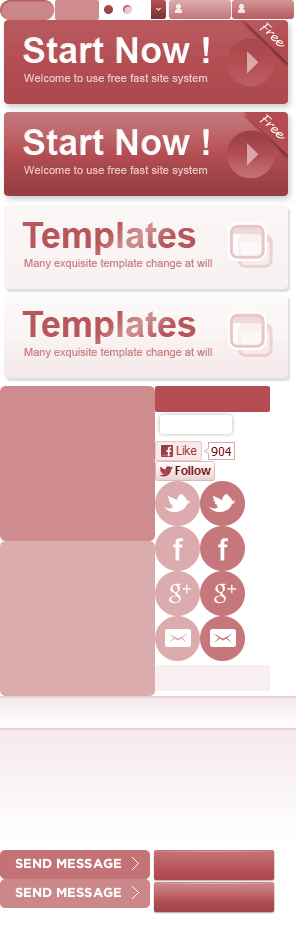 Start Now !
Free
Welcome to use free fast site system
Start Now !
Free
Welcome to use free fast site system
Templates
Many exquisite template change at will
Templates
Many exquisite template change at will
Like 904
Follow
f f
g+ g+
SEND MESSAGE
SEND MESSAGE